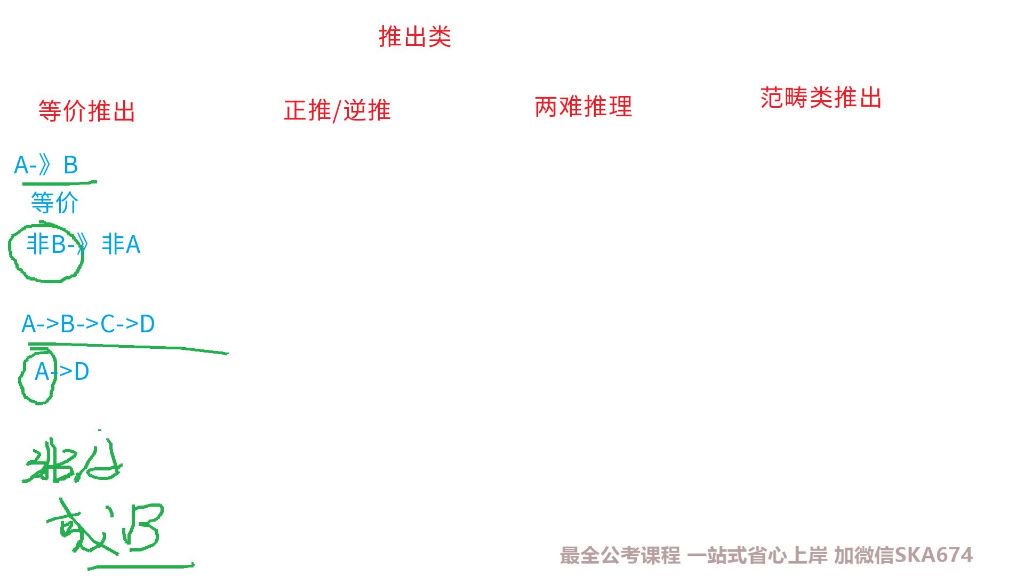 推出类
等价推出
正推/逆推
两难推理
范畴类推出
A-》B
等价
非B-》非A
A->B->C->D
A->D
非A
或B
最全公考课程 一站式省心上岸 加微信SKA674